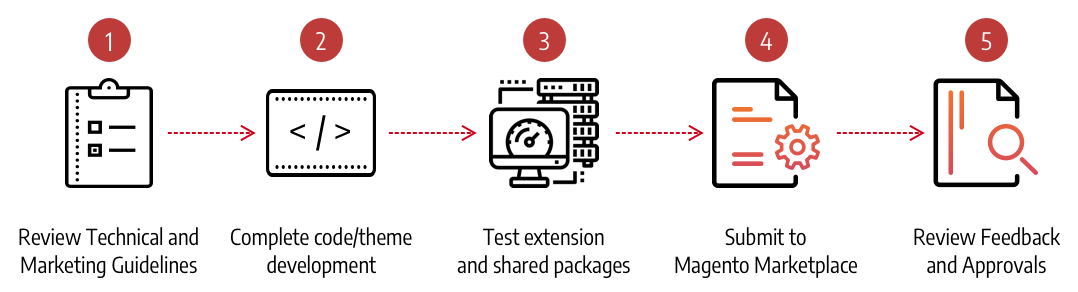 1
2
3
4
5
</>
Review Technical and
Marketing Guidelines
Complete code/theme
development
Test extension
and shared packages
Submit to
Magento Marketplace
Review Feedback
and Approvals